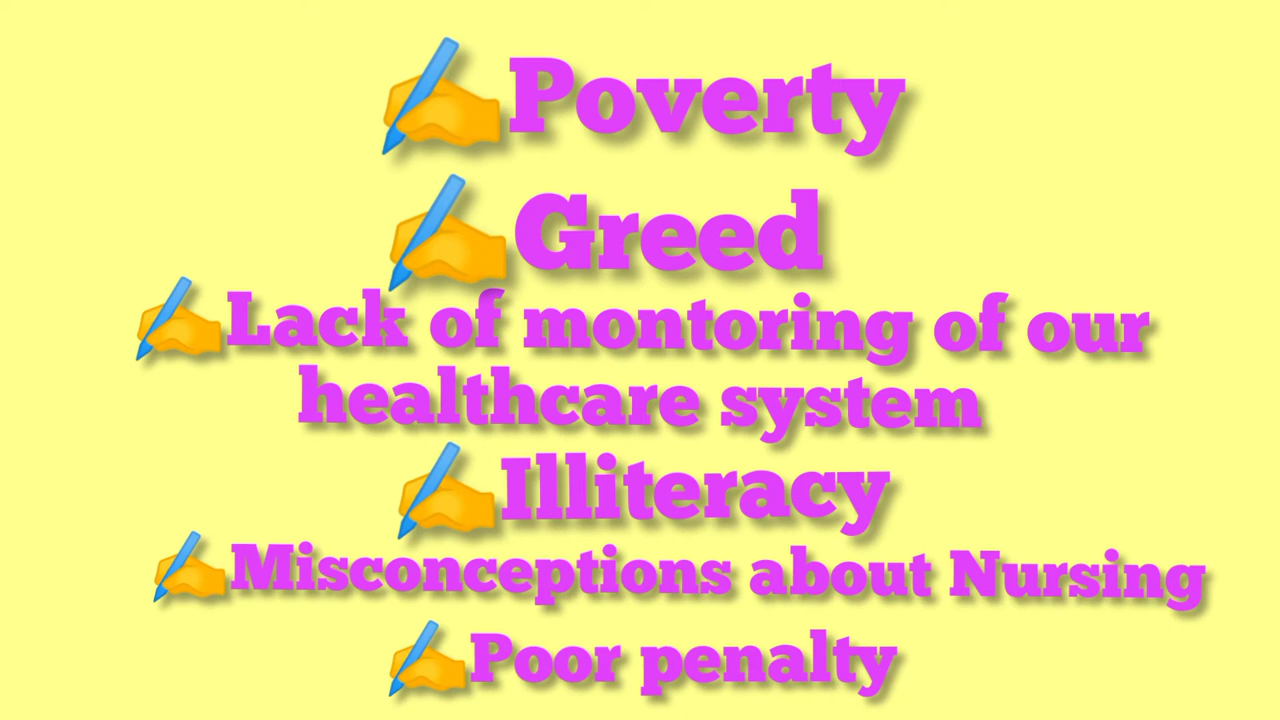 ✍Poverty
✍Greed
✍Lack of montoring of our
healthcare system
✍Illiteracy
✍Misconceptions about Nursing
✍Poor penalty